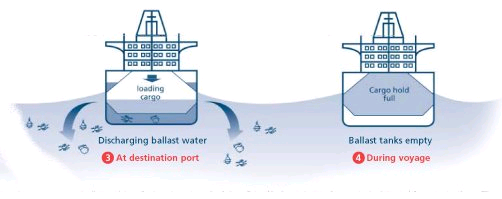 loading
cargo
Cargo hold
full
Discharging ballast water
Ballast tanks empty
3 At destination port
4 During voyage